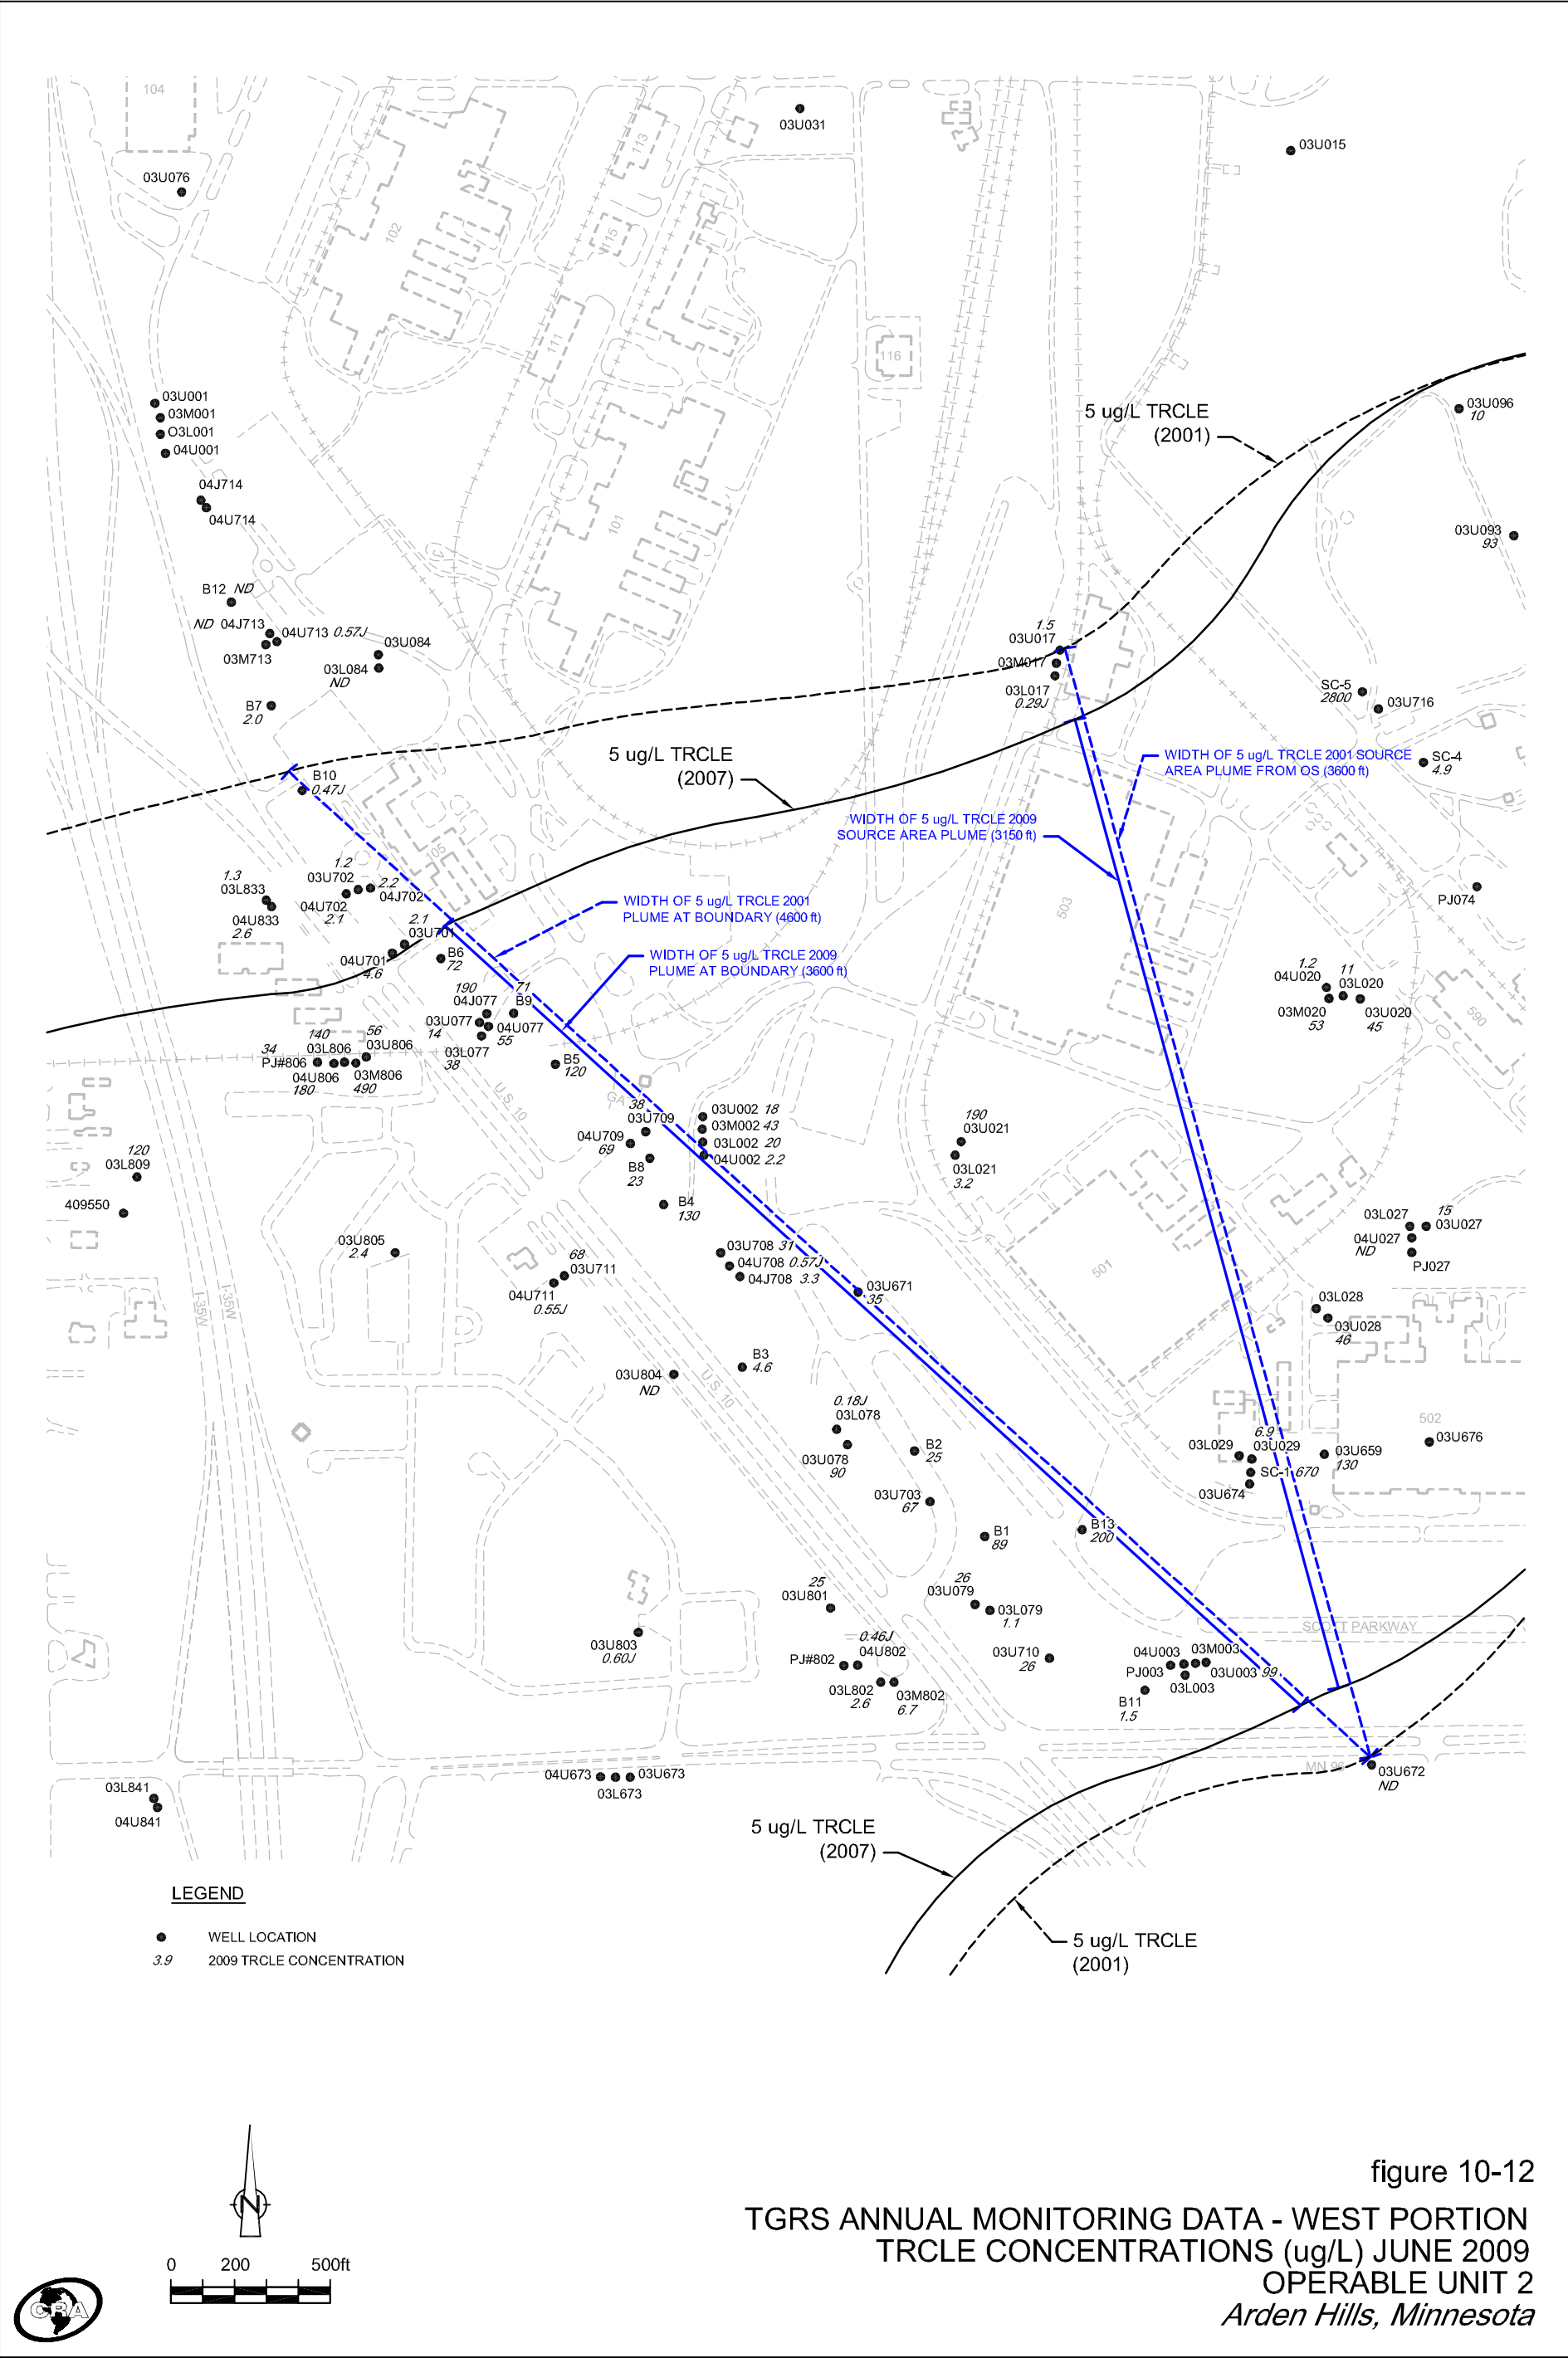 104
03U031
03U015
113
03U076
102
115
111
116
03U001
03M001
O3L001
04U001
5 ug/L TRCLE
(2001)
03U096
10
04J714
04U714
101
03U093
93
B12 ND
ND 04J713
04U713 0.57J
03M713
03U084
03L084
ND
1.5
03U017
03M017
03L017
0.29J
SC-5
2800
03U716
B7
2.0
5 ug/L TRCLE
(2007)
WIDTH OF 5 ug/L TRCLE 2001 SOURCE
AREA PLUME FROM OS (3600 ft)
SC-4
4.9
B10
0.47J
WIDTH OF 5 ug/L TRCLE 2009
SOURCE AREA PLUME (3150 ft)
105
1.3
03L833
04U833
2.6
1.2
03U702
2.2
04J702
04U702
2.1
PJ074
503
WIDTH OF 5 ug/L TRCLE 2001
PLUME AT BOUNDARY (4600 ft)
2.1
03U701
04U701
4.6
B6
72
WIDTH OF 5 ug/L TRCLE 2009
PLUME AT BOUNDARY (3600 ft)
1.2
04U020
11
03L020
03M020
53
03U020
45
590
190
04J077
71
B9
03U077
14
04U077
55
03L077
38
140
03L806
56
03U806
34
PJ#806
04U806
180
03M806
490
B5
120
U.S. 10
GA
38
03U709
04U709
69
B8
23
03U002 18
03M002 43
03L002 20
04U002 2.2
190
03U021
03L021
3.2
120
03L809
409550
B4
130
03L027
15
03U027
04U027
ND
PJ027
03U805
2.4
68
03U711
04U711
0.55J
03U708 31
04U708 0.57J
04J708 3.3
03U671
35
501
I-35W
I-35W
03L028
03U028
46
B3
4.6
03U804
ND
U.S. 10
0.18J
03L078
03U078
90
B2
25
502
03U676
6.9
03L029
03U029
SC-1 670
03U674
03U659
130
03U703
67
B1
89
B13
200
25
03U801
26
03U079
03L079
1.1
SCOTT PARKWAY
03U803
0.60J
0.46J
04U802
PJ#802
03L802
2.6
03M802
6.7
03U710
26
04U003
03M003
PJ003
03U003 99
03L003
B11
1.5
MN 96
03U672
ND
03L841
04U841
04U673
03U673
03L673
5 ug/L TRCLE
(2007)
5 ug/L TRCLE
(2001)
LEGEND
WELL LOCATION
3.9 2009 TRCLE CONCENTRATION
N
0 200 500ft
CRA
figure 10-12
TGRS ANNUAL MONITORING DATA - WEST PORTION
TRCLE CONCENTRATIONS (ug/L) JUNE 2009
OPERABLE UNIT 2
Arden Hills, Minnesota